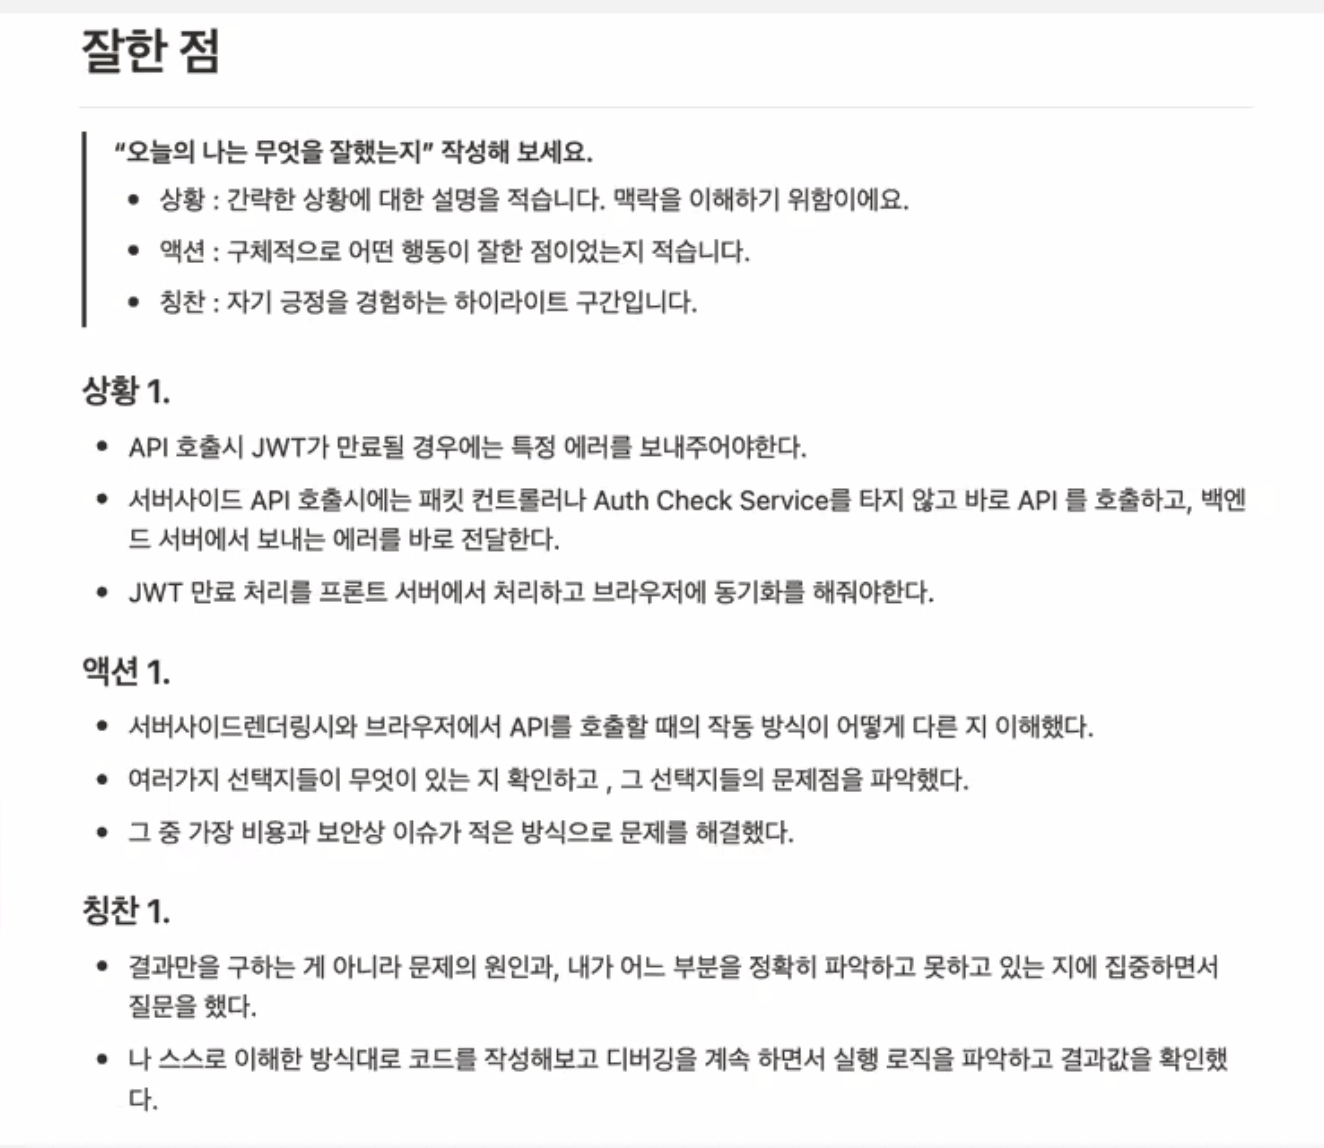 잘한 점
“오늘의 나는 무엇을 잘했는지” 작성해 보세요.
• 상황 : 간략한 상황에 대한 설명을 적습니다. 맥락을 이해하기 위함이에요.
• 액션 : 구체적으로 어떤 행동이 잘한 점이었는지 적습니다.
• 칭찬 : 자기 긍정을 경험하는 하이라이트 구간입니다.
상황 1.
• API 호출시 JWT가 만료될 경우에는 특정 에러를 보내주어야한다.
• 서버사이드 API 호출시에는 패킷 컨트롤러나 Auth Check Service를 타지 않고 바로 API 를 호출하고, 백엔
드 서버에서 보내는 에러를 바로 전달한다.
• JWT 만료 처리를 프론트 서버에서 처리하고 브라우저에 동기화를 해줘야한다.
액션 1.
• 서버사이드렌더링시와 브라우저에서 API를 호출할 때의 작동 방식이 어떻게 다른 지 이해했다.
• 여러가지 선택지들이 무엇이 있는 지 확인하고 , 그 선택지들의 문제점을 파악했다.
• 그 중 가장 비용과 보안상 이슈가 적은 방식으로 문제를 해결했다.
칭찬 1.
• 결과만을 구하는 게 아니라 문제의 원인과, 내가 어느 부분을 정확히 파악하고 못하고 있는 지에 집중하면서
질문을 했다.
• 나 스스로 이해한 방식대로 코드를 작성해보고 디버깅을 계속 하면서 실행 로직을 파악하고 결과값을 확인했
다.